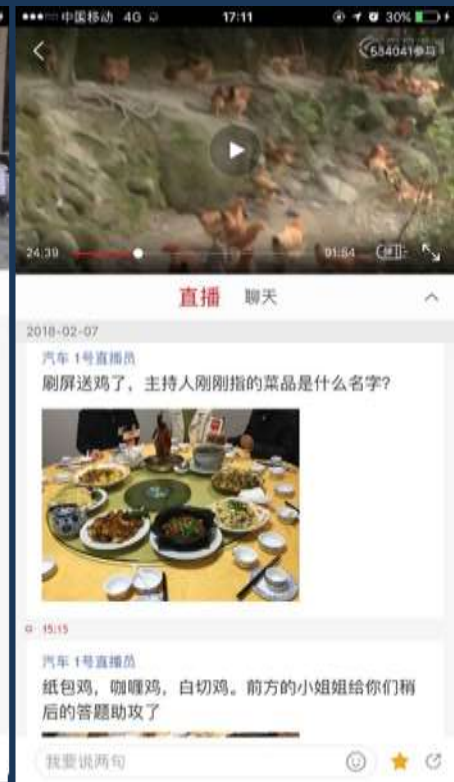 中国移动 4G 17:11 30%
584041参与
24:39 01:54
直播 聊天
2018-02-07
汽车 1号直播员
刷屏送鸡了，主持人刚刚指的菜品是什么名字？
15:15
汽车 1号直播员
纸包鸡，咖喱鸡，白切鸡。前方的小姐姐给你们稍
后的答题助攻了
我要说两句